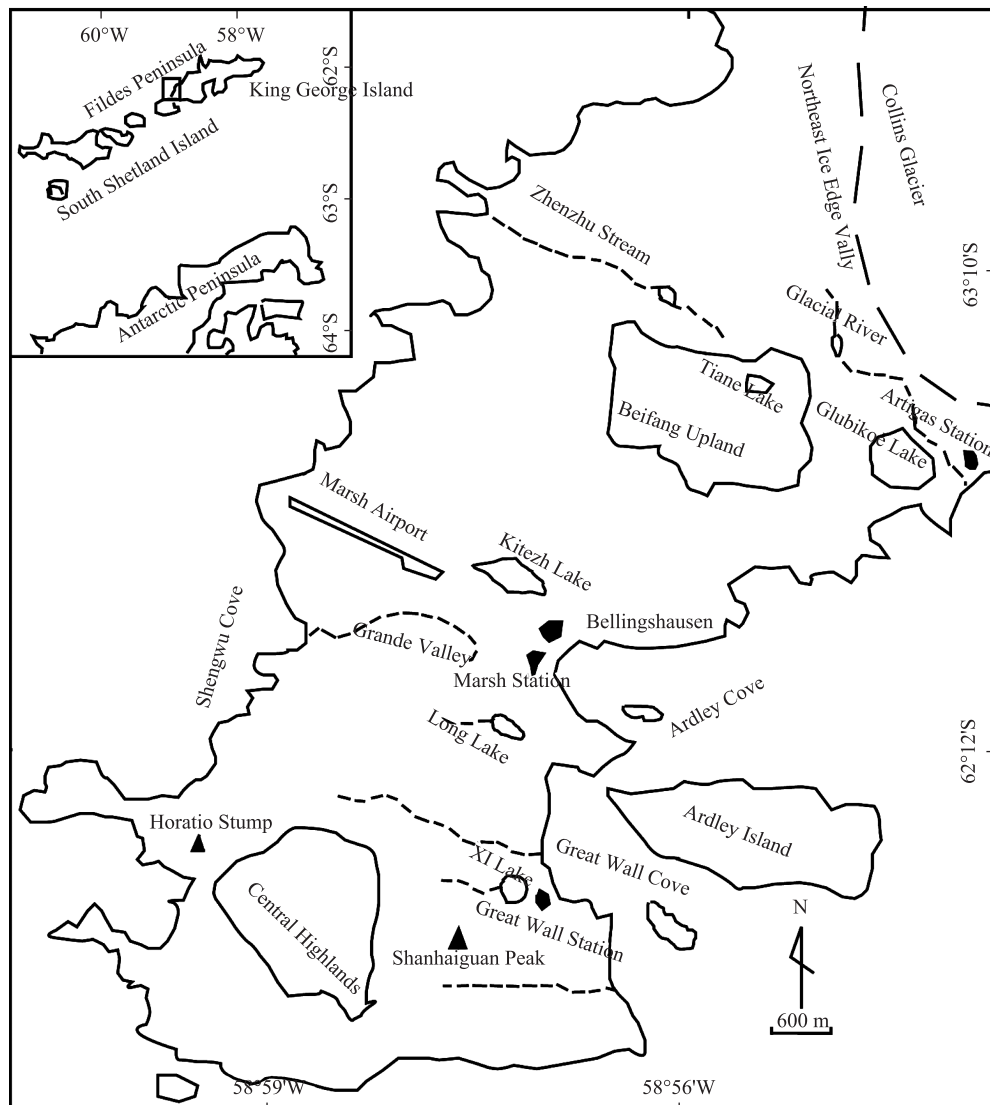 60°W
58°W
62°S
Fildes Peninsula
King George Island
South Shetland Island
63°S
Antarctic Peninsula
64°S
Northeast Ice Edge Vally
Collins Glacier
Zhenzhu Stream
63°10'S
Glacial River
Tiane Lake
Artigas Station
Beifang Upland
Glubikoe Lake
Marsh Airport
Kitezh Lake
Bellingshausen
Shengwu Cove
Grande Valley
Marsh Station
Ardley Cove
Long Lake
62°12'S
Horatio Stump
Ardley Island
XI Lake
Great Wall Cove
Central Highlands
Great Wall Station
N
Shanhaiguan Peak
600 m
58°59'W
58°56'W